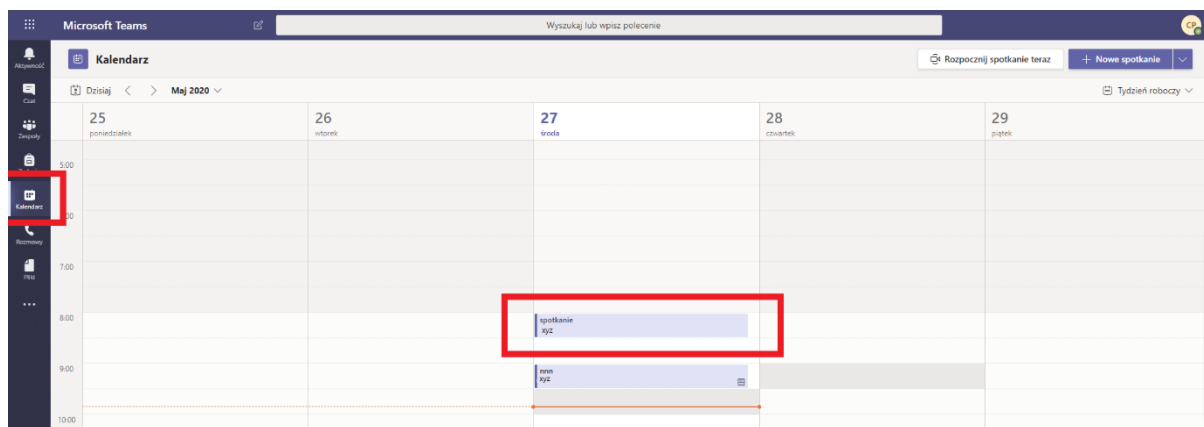 Microsoft Teams
Wyszukaj lub wpisz polecenie
CP
Aktywność
Kalendarz
Rozpocznij spotkanie teraz
+ Nowe spotkanie
Czat
Dzisiaj
Maj 2020
Tydzień roboczy
Zespoły
25
poniedziałek
26
wtorek
27
środa
28
czwartek
29
piątek
5:00
Kalendarz
Rozmowy
7:00
Pliki
8:00
spotkanie
xyz
9:00
nnn
xyz
10:00